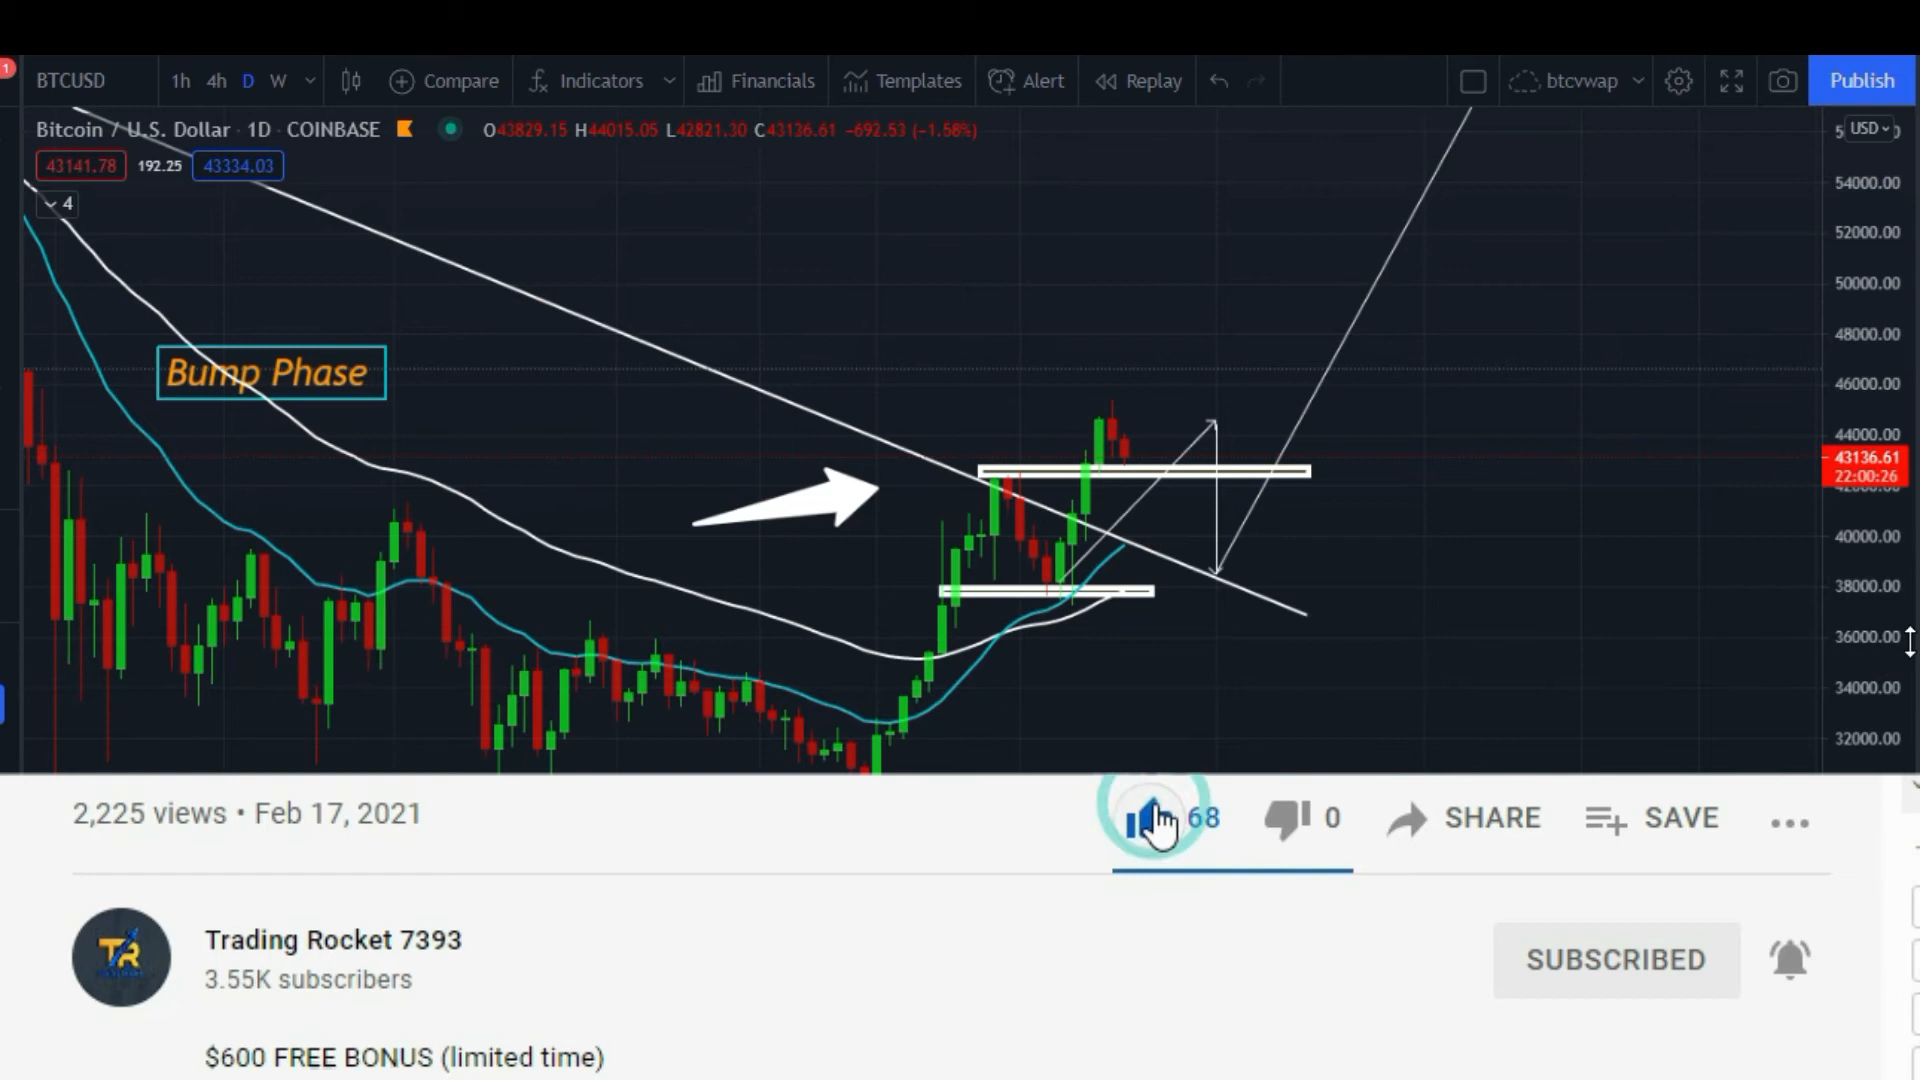 1
BTCUSD 1h 4h D W Compare Indicators Financials Templates Alert Replay btcvwap Publish
Bitcoin / U.S. Dollar · 1D · COINBASE O43829.15 H44015.05 L42821.30 C43136.61 −692.53 (−1.58%)
USD
43141.78 192.25 43334.03
4
54000.00
52000.00
50000.00
48000.00
Bump Phase
46000.00
44000.00
43136.61
22:00:26
42000.00
40000.00
38000.00
36000.00
34000.00
32000.00
2,225 views • Feb 17, 2021 68 0 SHARE SAVE
TR
Trading Rocket 7393
3.55K subscribers
SUBSCRIBED
$600 FREE BONUS (limited time)